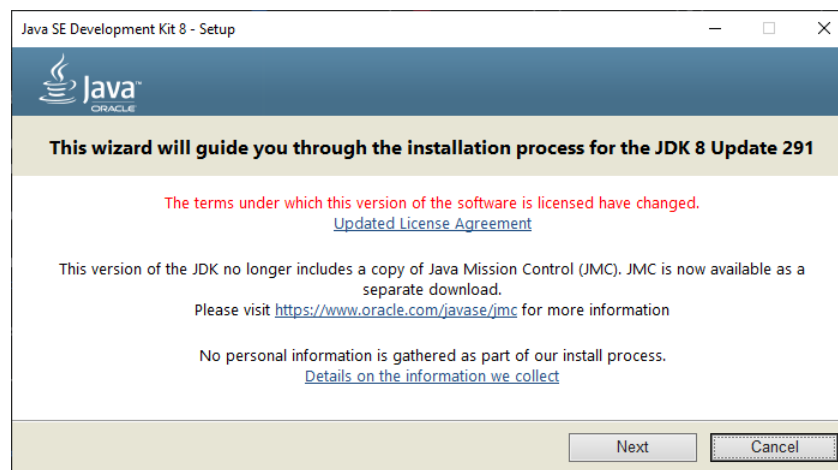 Java SE Development Kit 8 - Setup
Java™
ORACLE
This wizard will guide you through the installation process for the JDK 8 Update 291
The terms under which this version of the software is licensed have changed.
Updated License Agreement
This version of the JDK no longer includes a copy of Java Mission Control (JMC). JMC is now available as a
separate download.
Please visit https://www.oracle.com/javase/jmc for more information
No personal information is gathered as part of our install process.
Details on the information we collect
Next
Cancel